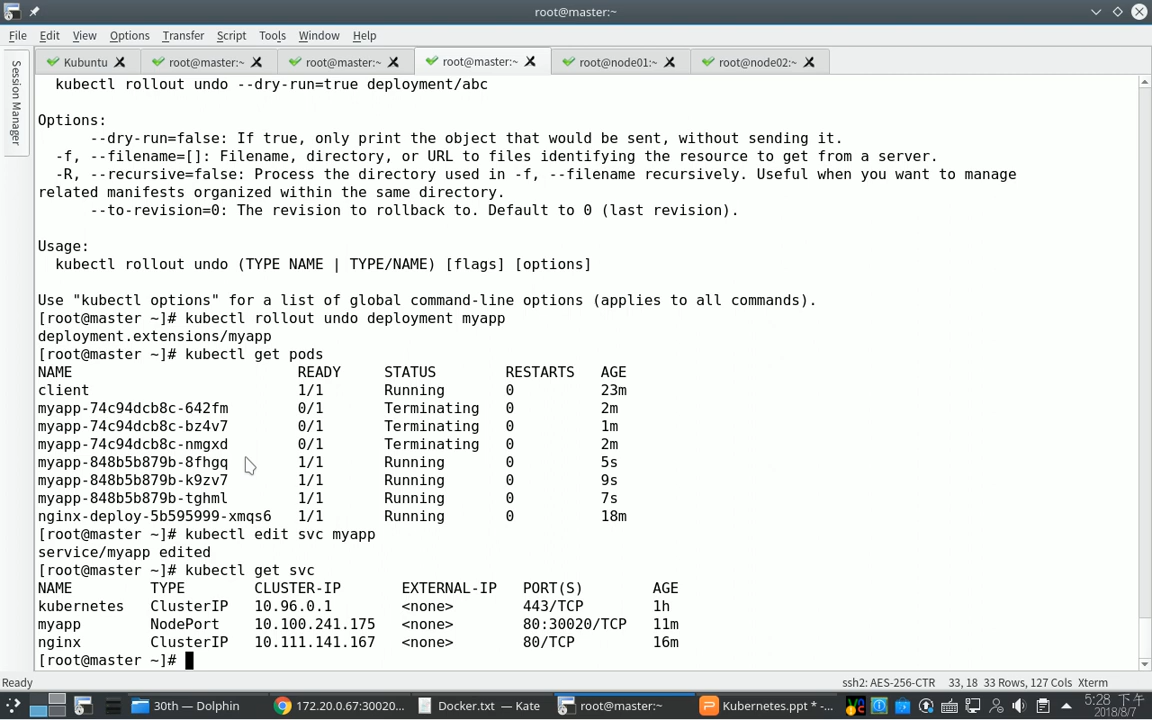 root@master:~
File Edit View Options Transfer Script Tools Window Help
Session Manager
Kubuntu root@master:~ root@master:~ root@master:~ root@node01:~ root@node02:~
kubectl rollout undo --dry-run=true deployment/abc
Options:
--dry-run=false: If true, only print the object that would be sent, without sending it.
-f, --filename=[]: Filename, directory, or URL to files identifying the resource to get from a server.
-R, --recursive=false: Process the directory used in -f, --filename recursively. Useful when you want to manage
related manifests organized within the same directory.
--to-revision=0: The revision to rollback to. Default to 0 (last revision).
Usage:
kubectl rollout undo (TYPE NAME | TYPE/NAME) [flags] [options]
Use "kubectl options" for a list of global command-line options (applies to all commands).
[root@master ~]# kubectl rollout undo deployment myapp
deployment.extensions/myapp
[root@master ~]# kubectl get pods
NAME READY STATUS RESTARTS AGE
client 1/1 Running 0 23m
myapp-74c94dcb8c-642fm 0/1 Terminating 0 2m
myapp-74c94dcb8c-bz4v7 0/1 Terminating 0 1m
myapp-74c94dcb8c-nmgxd 0/1 Terminating 0 2m
myapp-848b5b879b-8fhgq 1/1 Running 0 5s
myapp-848b5b879b-k9zv7 1/1 Running 0 9s
myapp-848b5b879b-tghml 1/1 Running 0 7s
nginx-deploy-5b595999-xmqs6 1/1 Running 0 18m
[root@master ~]# kubectl edit svc myapp
service/myapp edited
[root@master ~]# kubectl get svc
NAME TYPE CLUSTER-IP EXTERNAL-IP PORT(S) AGE
kubernetes ClusterIP 10.96.0.1 <none> 443/TCP 1h
myapp NodePort 10.100.241.175 <none> 80:30020/TCP 11m
nginx ClusterIP 10.111.141.167 <none> 80/TCP 16m
[root@master ~]#
Ready ssh2: AES-256-CTR 33, 18 33 Rows, 127 Cols Xterm
30th — Dolphin 172.20.0.67:30020... Docker.txt — Kate root@master:~ Kubernetes.ppt * -... 5:28 下午
2018/8/7